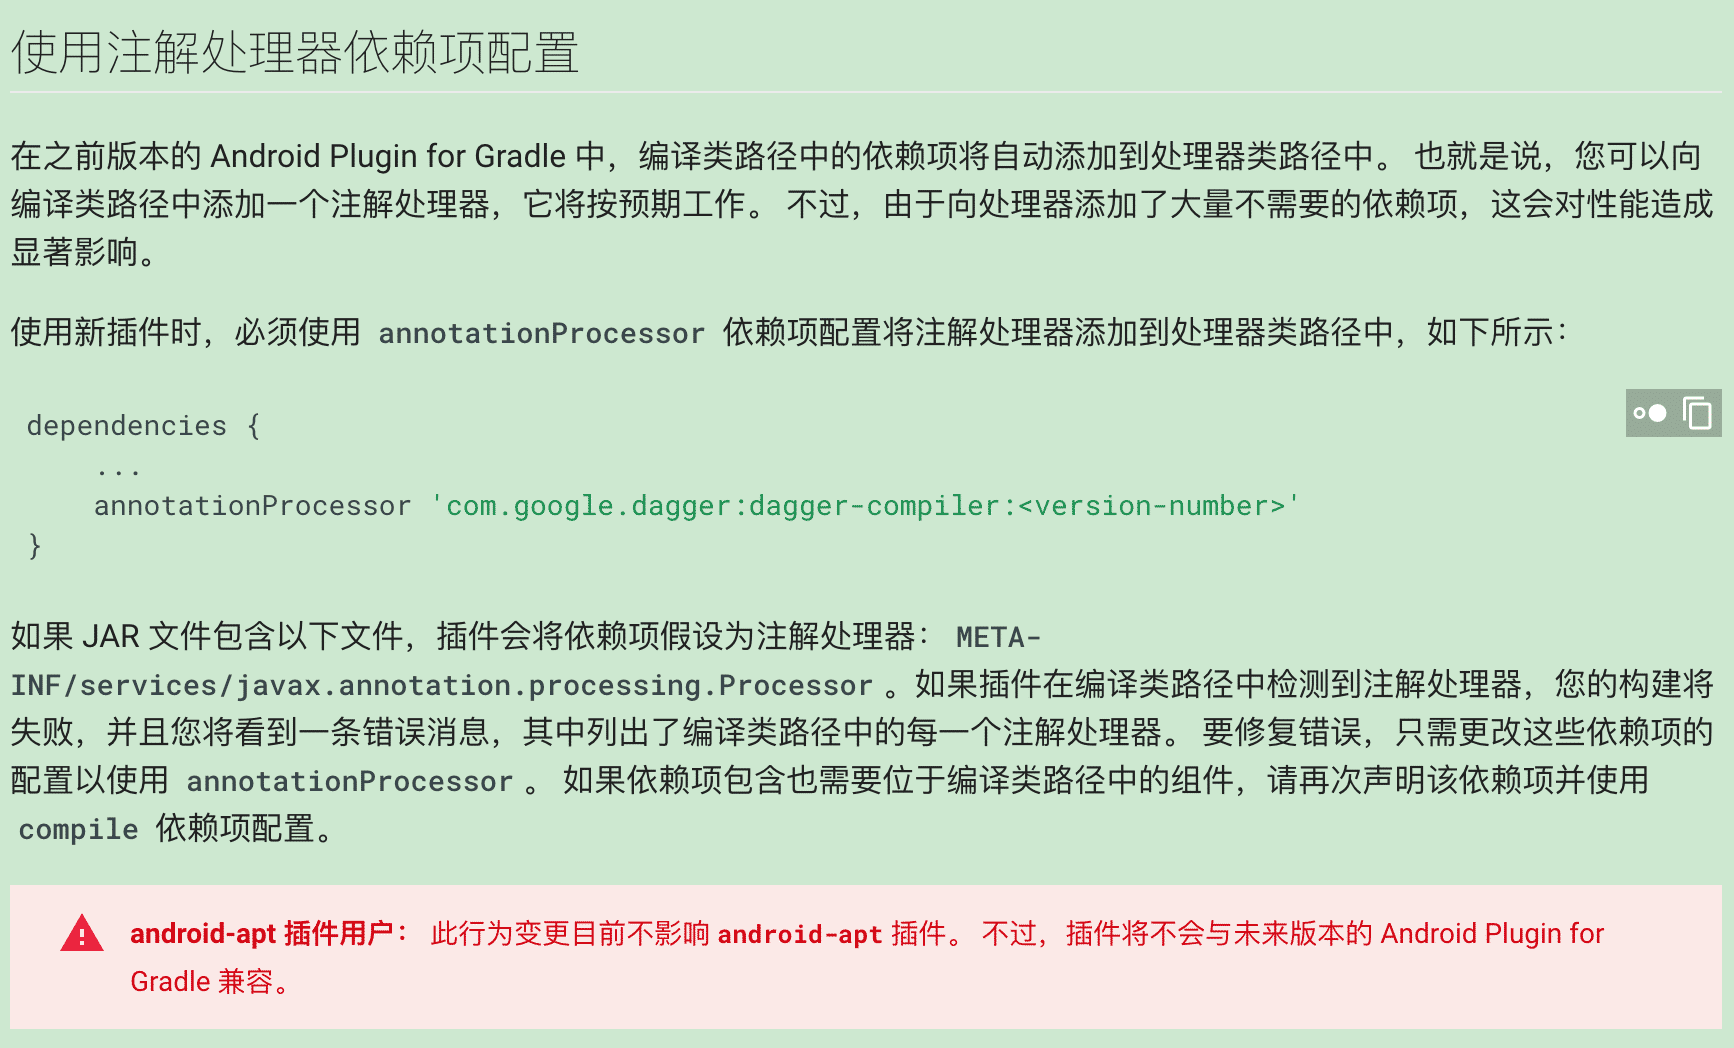 使用注解处理器依赖项配置
在之前版本的 Android Plugin for Gradle 中，编译类路径中的依赖项将自动添加到处理器类路径中。 也就是说，您可以向
编译类路径中添加一个注解处理器，它将按预期工作。 不过，由于向处理器添加了大量不需要的依赖项，这会对性能造成
显著影响。
使用新插件时，必须使用 annotationProcessor 依赖项配置将注解处理器添加到处理器类路径中，如下所示：
dependencies {
    ...
    annotationProcessor 'com.google.dagger:dagger-compiler:<version-number>'
}
如果 JAR 文件包含以下文件，插件会将依赖项假设为注解处理器： META-
INF/services/javax.annotation.processing.Processor 。如果插件在编译类路径中检测到注解处理器，您的构建将
失败，并且您将看到一条错误消息，其中列出了编译类路径中的每一个注解处理器。 要修复错误，只需更改这些依赖项的
配置以使用 annotationProcessor 。 如果依赖项包含也需要位于编译类路径中的组件，请再次声明该依赖项并使用
compile 依赖项配置。
android-apt 插件用户： 此行为变更目前不影响 android-apt 插件。 不过，插件将不会与未来版本的 Android Plugin for
Gradle 兼容。